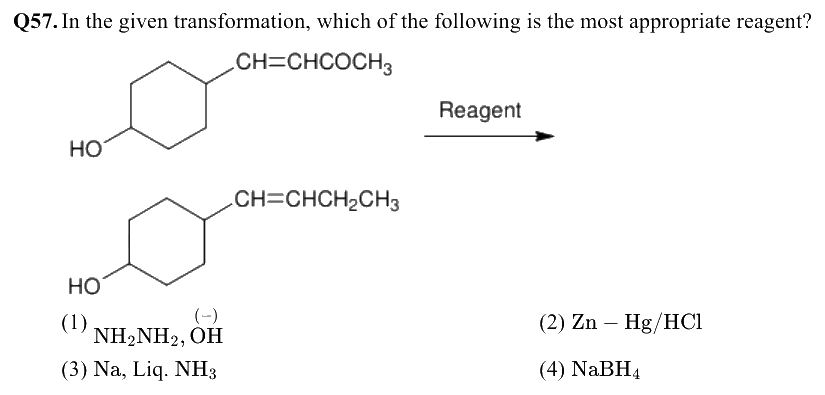 Q57. In the given transformation, which of the following is the most appropriate reagent?
CH=CHCOCH₃
HO
Reagent
CH=CHCH₂CH₃
HO
(1) NH₂NH₂, O̅H (−)
(2) Zn − Hg/HCl
(3) Na, Liq. NH₃
(4) NaBH₄